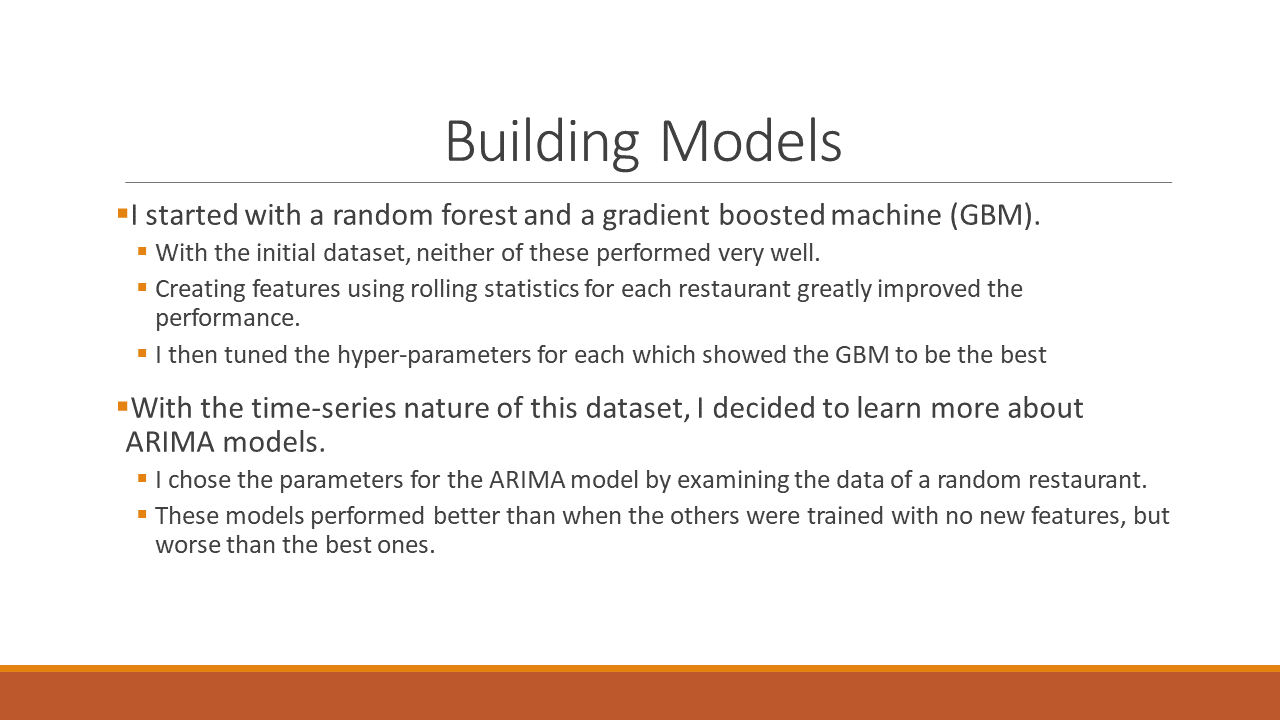 Building Models
▪I started with a random forest and a gradient boosted machine (GBM).
▪ With the initial dataset, neither of these performed very well.
▪ Creating features using rolling statistics for each restaurant greatly improved the
performance.
▪ I then tuned the hyper-parameters for each which showed the GBM to be the best
▪With the time-series nature of this dataset, I decided to learn more about
ARIMA models.
▪ I chose the parameters for the ARIMA model by examining the data of a random restaurant.
▪ These models performed better than when the others were trained with no new features, but
worse than the best ones.